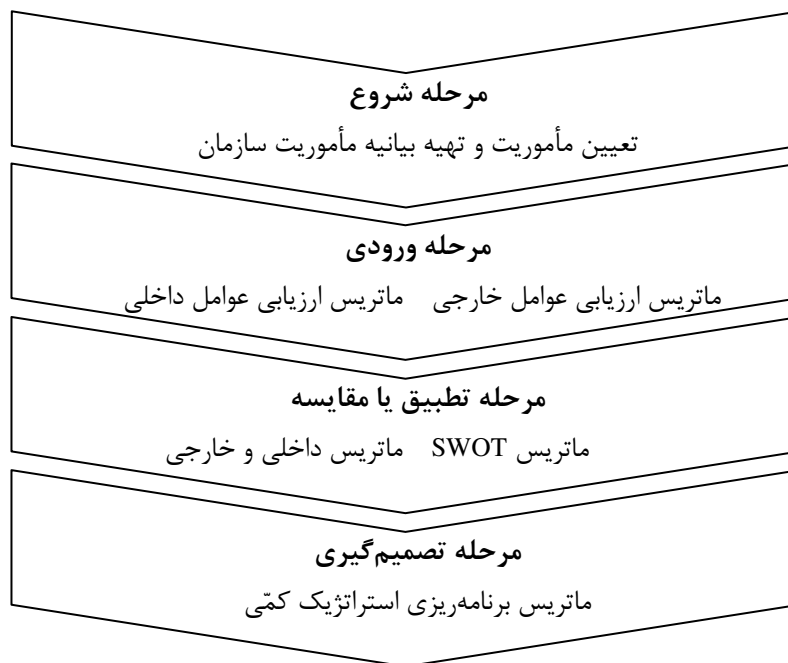 مرحله شروع
تعیین مأموریت و تهیه بیانیه مأموریت سازمان
مرحله ورودی
ماتریس ارزیابی عوامل خارجی ماتریس ارزیابی عوامل داخلی
مرحله تطبیق یا مقایسه
ماتریس SWOT ماتریس داخلی و خارجی
مرحله تصمیم‌گیری
ماتریس برنامه‌ریزی استراتژیک کمّی